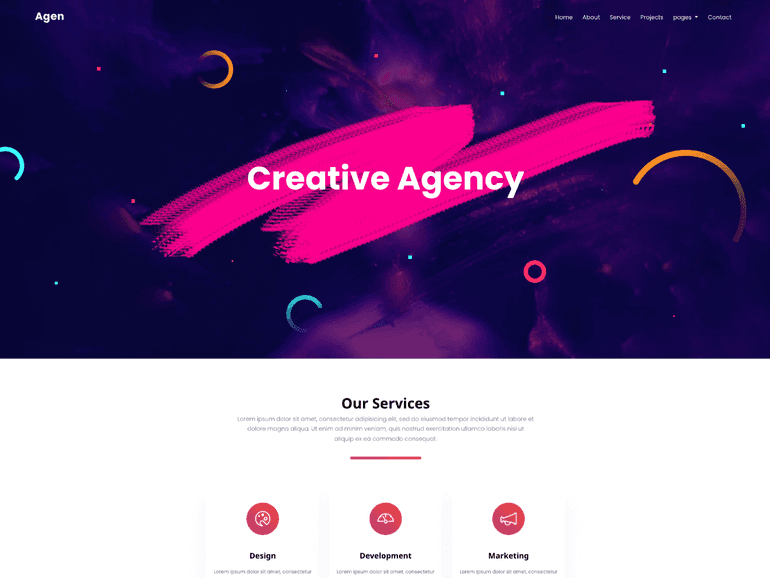 Agen
Home About Service Projects pages Contact
Creative Agency
Our Services
Lorem ipsum dolor sit amet, consectetur adipisicing elit, sed do eiusmod tempor incididunt ut labore et
dolore magna aliqua. Ut enim ad minim veniam, quis nostrud exercitation ullamco laboris nisi ut
aliquip ex ea commodo consequat.
Design Development Marketing
Lorem ipsum dolor sit amet, consectetur Lorem ipsum dolor sit amet, consectetur Lorem ipsum dolor sit amet, consectetur